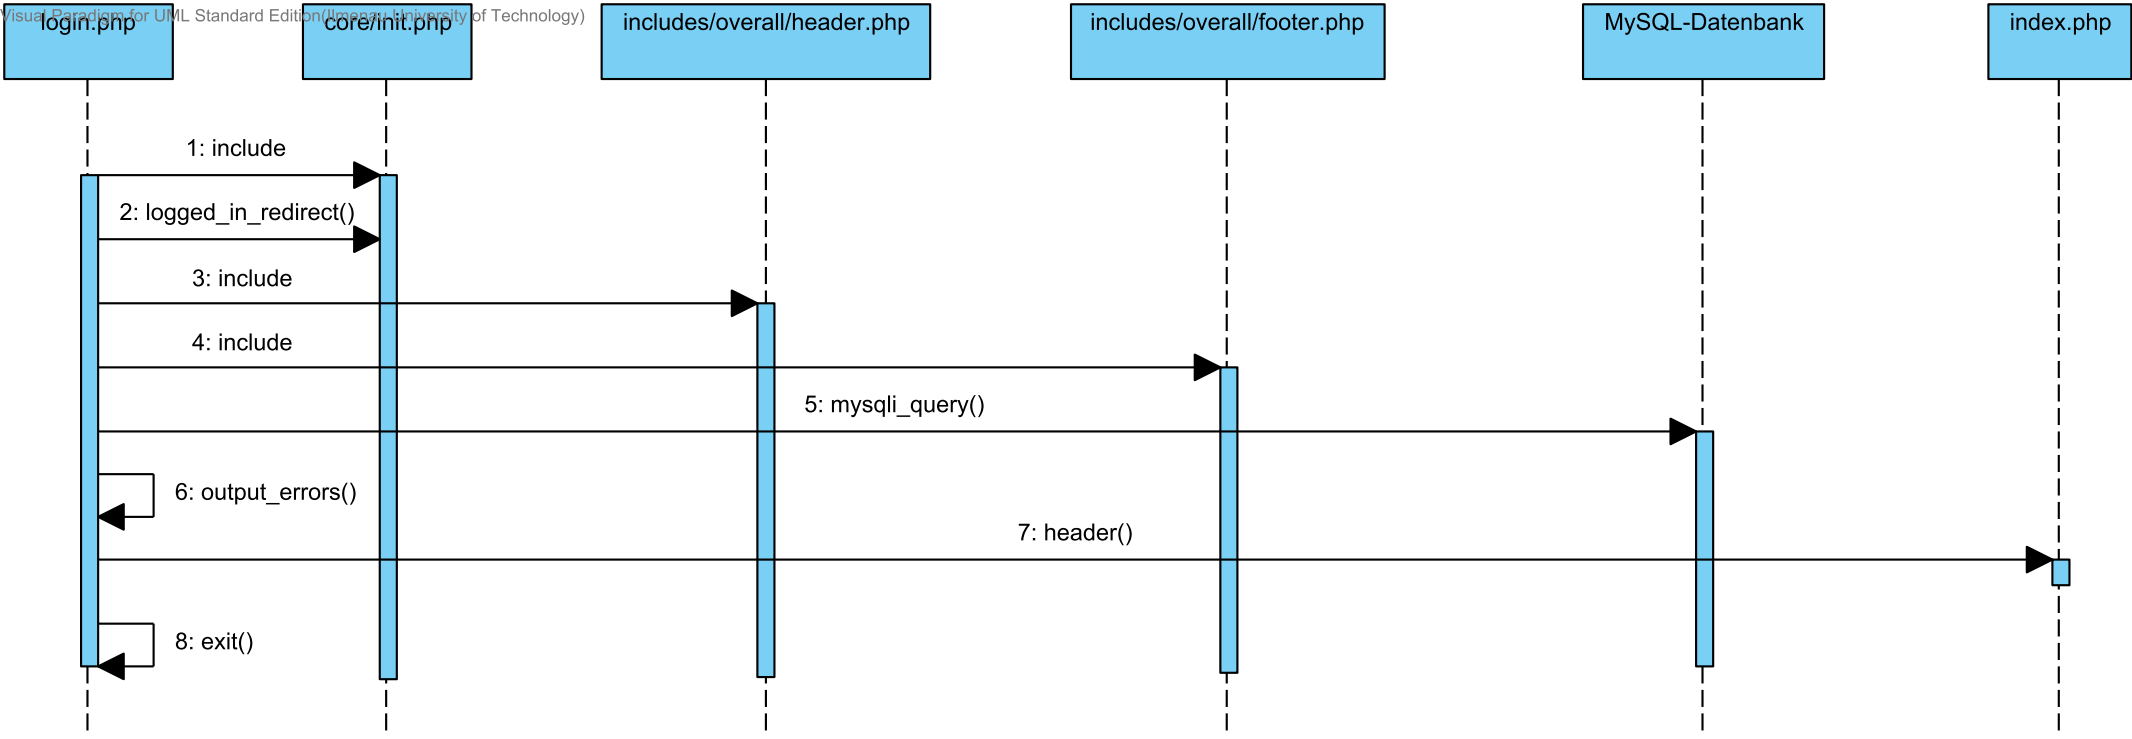 Visual Paradigm for UML Standard Edition(Ilmenau University of Technology)
login.php
core/init.php
includes/overall/header.php
includes/overall/footer.php
MySQL-Datenbank
index.php
1: include
2: logged_in_redirect()
3: include
4: include
5: mysqli_query()
6: output_errors()
7: header()
8: exit()